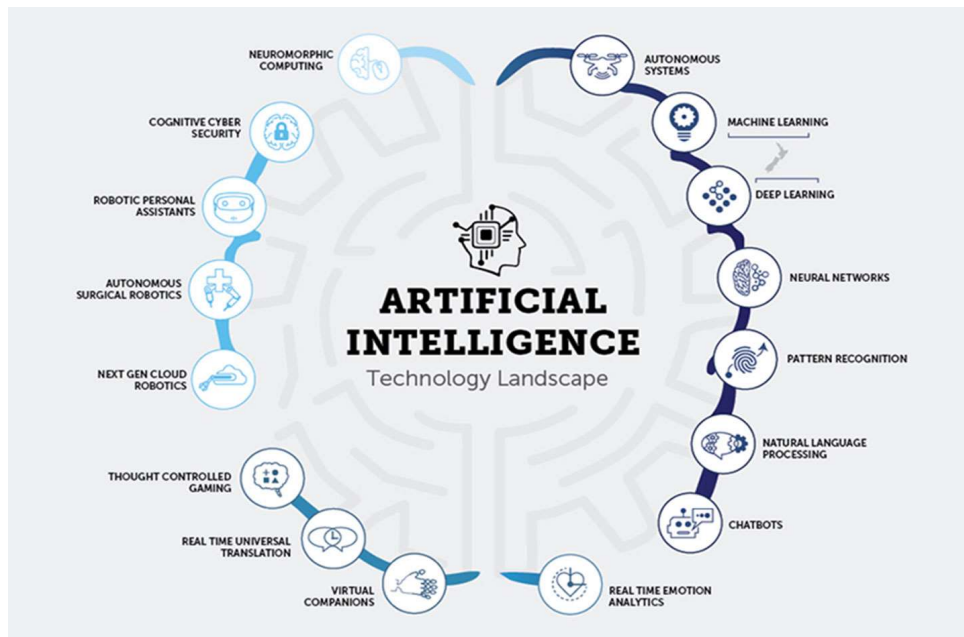 NEUROMORPHIC
COMPUTING
AUTONOMOUS
SYSTEMS
COGNITIVE CYBER
SECURITY
MACHINE LEARNING
ROBOTIC PERSONAL
ASSISTANTS
DEEP LEARNING
AUTONOMOUS
SURGICAL ROBOTICS
NEURAL NETWORKS
ARTIFICIAL
INTELLIGENCE
Technology Landscape
NEXT GEN CLOUD
ROBOTICS
PATTERN RECOGNITION
NATURAL LANGUAGE
PROCESSING
THOUGHT CONTROLLED
GAMING
CHATBOTS
REAL TIME UNIVERSAL
TRANSLATION
VIRTUAL
COMPANIONS
REAL TIME EMOTION
ANALYTICS